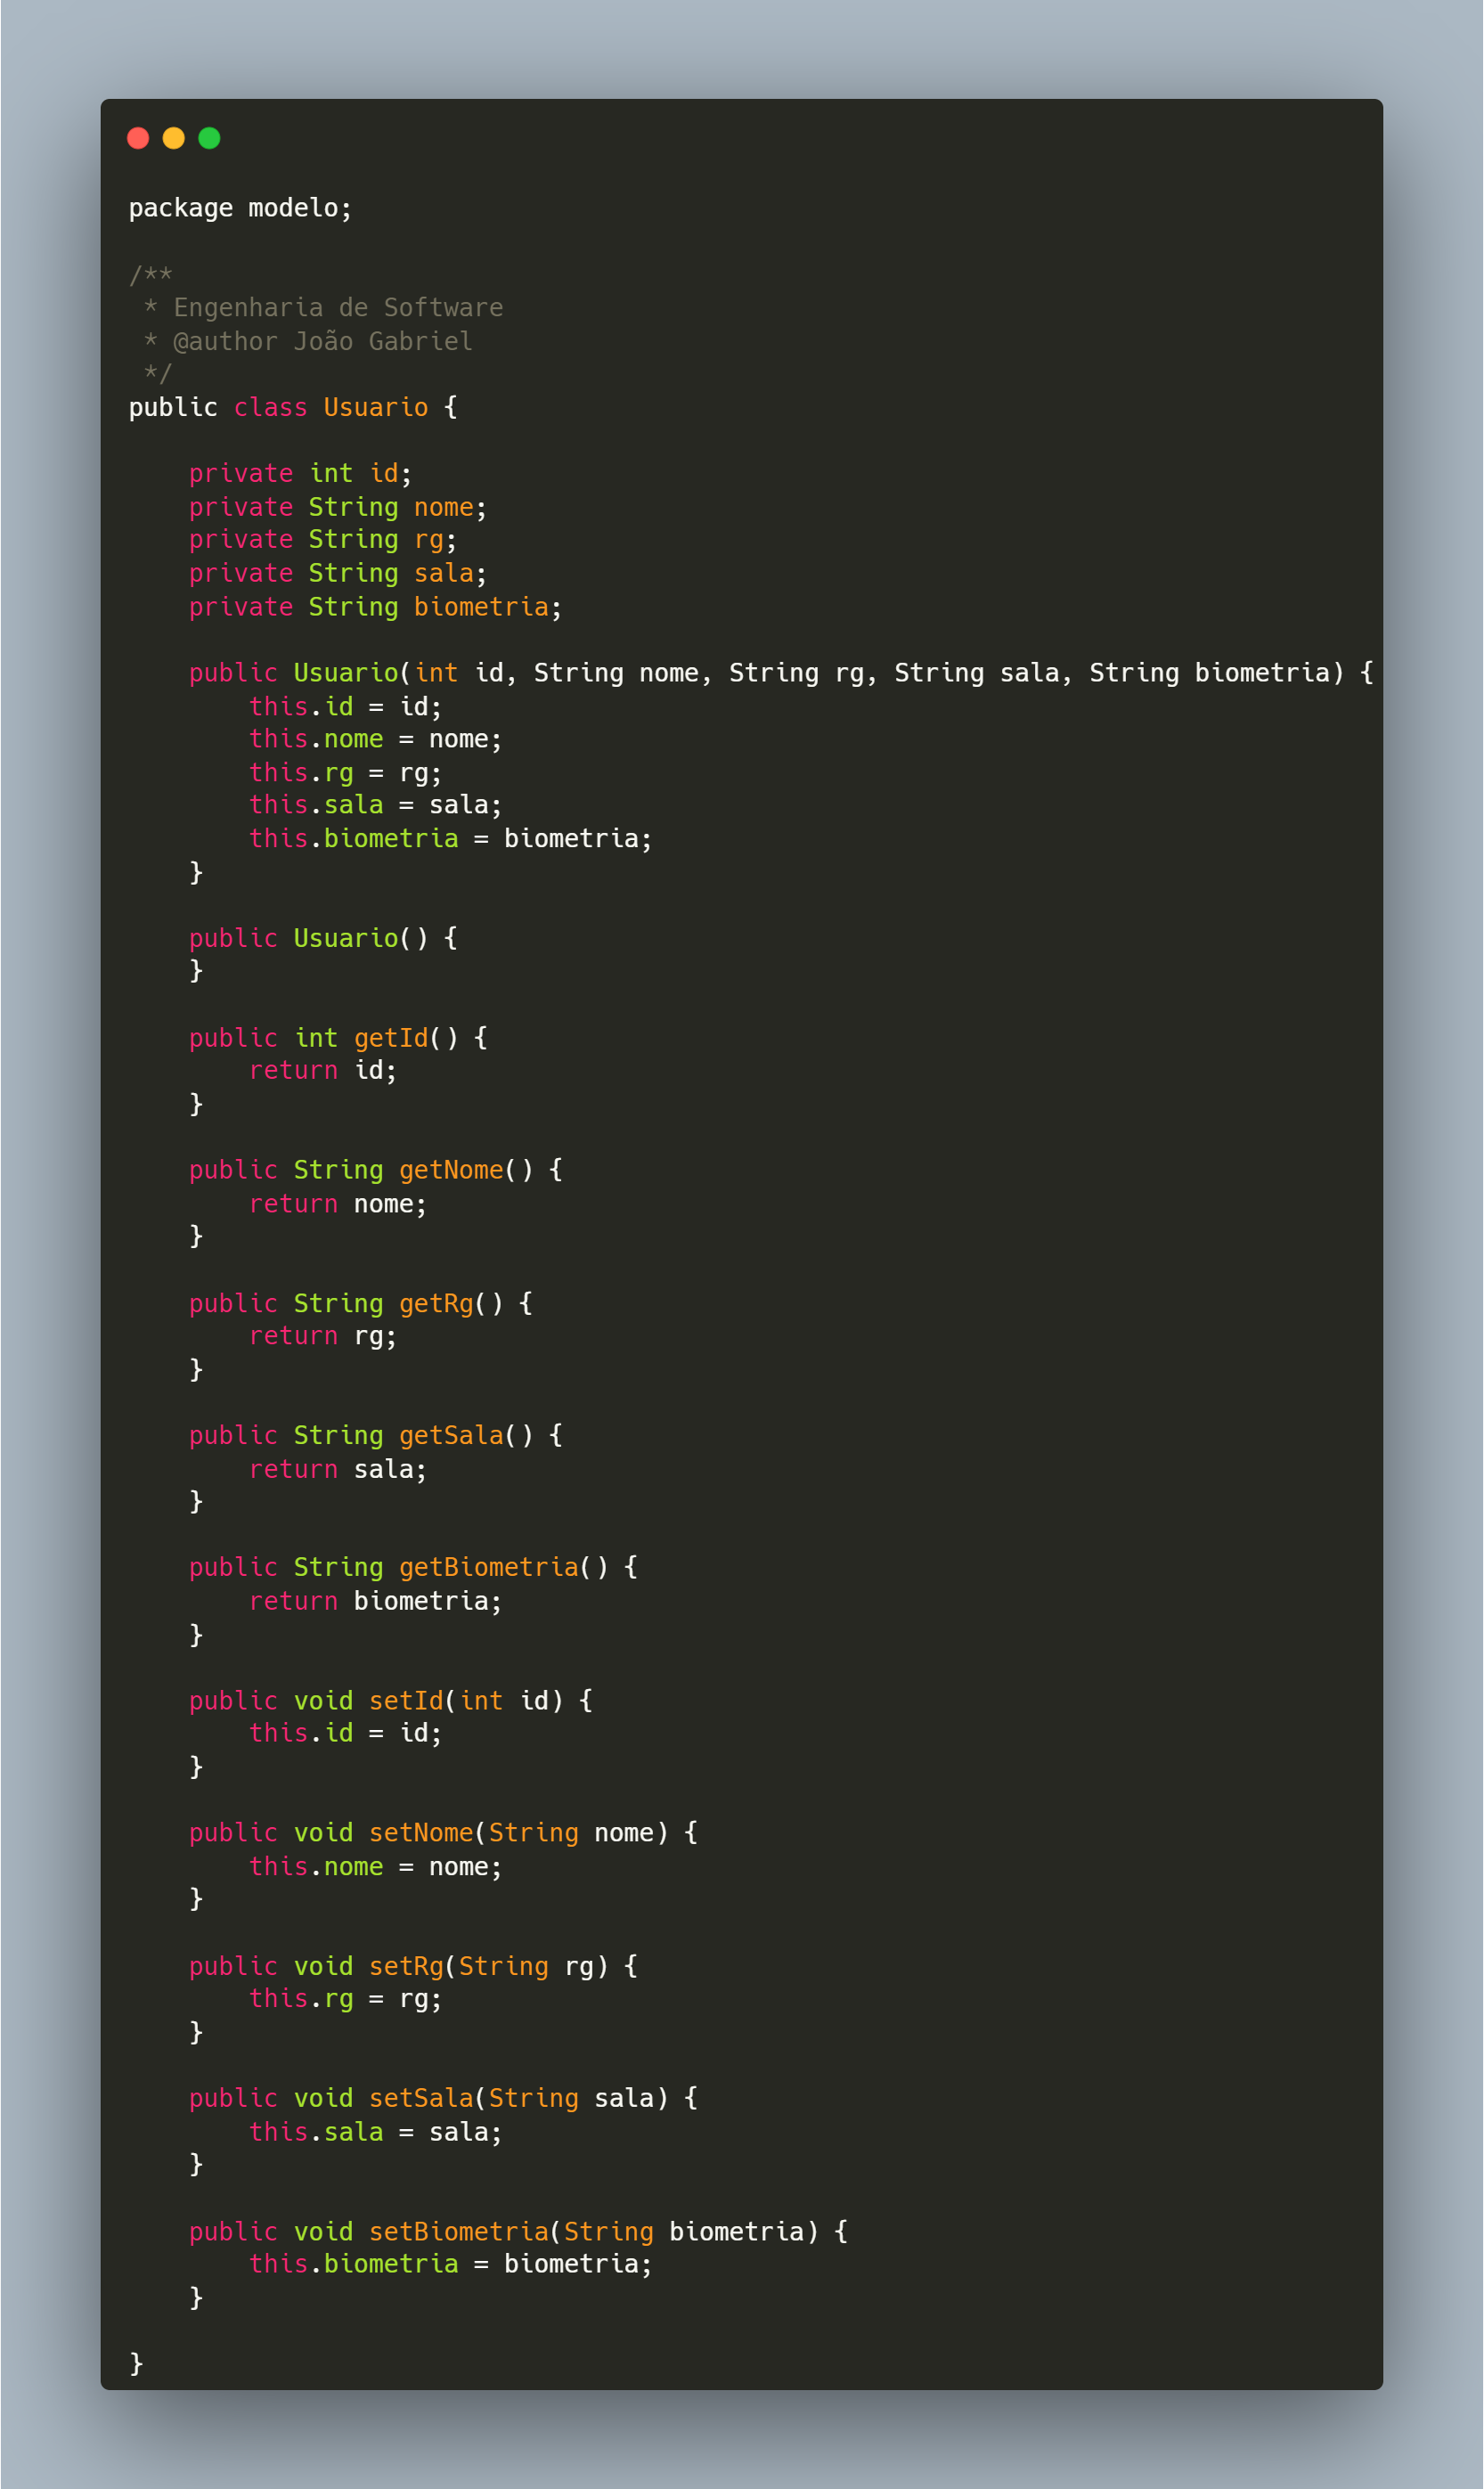 package modelo;

/**
 * Engenharia de Software
 * @author João Gabriel
 */
public class Usuario {

    private int id;
    private String nome;
    private String rg;
    private String sala;
    private String biometria;

    public Usuario(int id, String nome, String rg, String sala, String biometria) {
        this.id = id;
        this.nome = nome;
        this.rg = rg;
        this.sala = sala;
        this.biometria = biometria;
    }

    public Usuario() {
    }

    public int getId() {
        return id;
    }

    public String getNome() {
        return nome;
    }

    public String getRg() {
        return rg;
    }

    public String getSala() {
        return sala;
    }

    public String getBiometria() {
        return biometria;
    }

    public void setId(int id) {
        this.id = id;
    }

    public void setNome(String nome) {
        this.nome = nome;
    }

    public void setRg(String rg) {
        this.rg = rg;
    }

    public void setSala(String sala) {
        this.sala = sala;
    }

    public void setBiometria(String biometria) {
        this.biometria = biometria;
    }

}